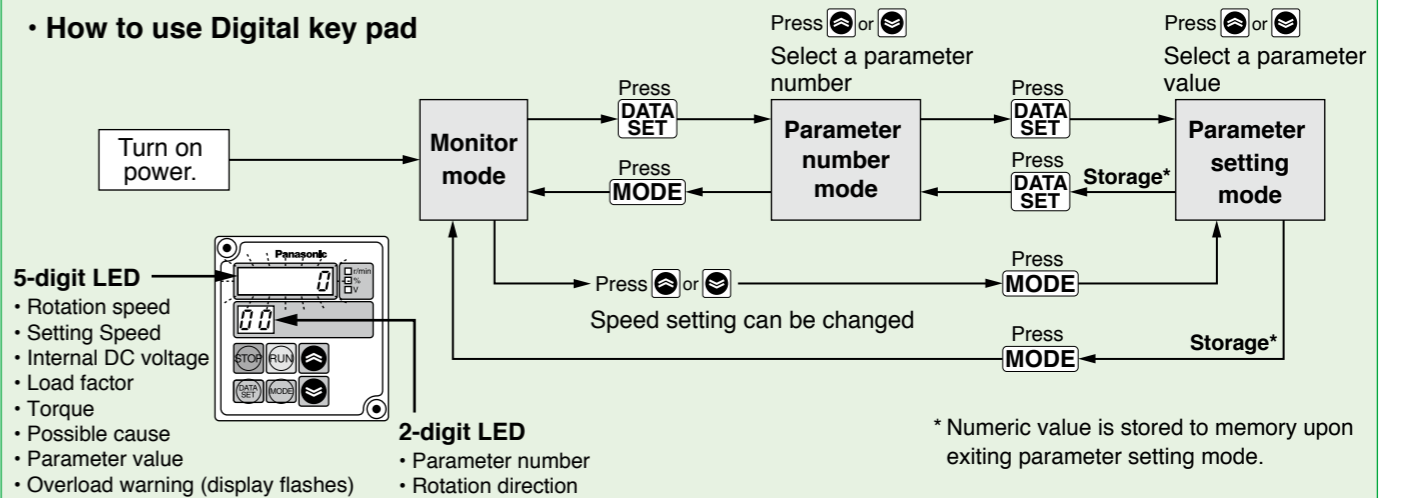 ・How to use Digital key pad
Press or
Select a parameter
number
Press or
Select a parameter
value
Turn on
power.
Monitor
mode
Press
DATA
SET
Press
MODE
Parameter
number
mode
Press
DATA
SET
Press
DATA
SET
Storage*
Parameter
setting
mode
Press or
Speed setting can be changed
Press
MODE
Press
MODE
Storage*
Panasonic
0
r/min
%
V
00
STOP RUN
DATA
SET
MODE
5-digit LED
・Rotation speed
・Setting Speed
・Internal DC voltage
・Load factor
・Torque
・Possible cause
・Parameter value
・Overload warning (display flashes)
2-digit LED
・Parameter number
・Rotation direction
* Numeric value is stored to memory upon
exiting parameter setting mode.